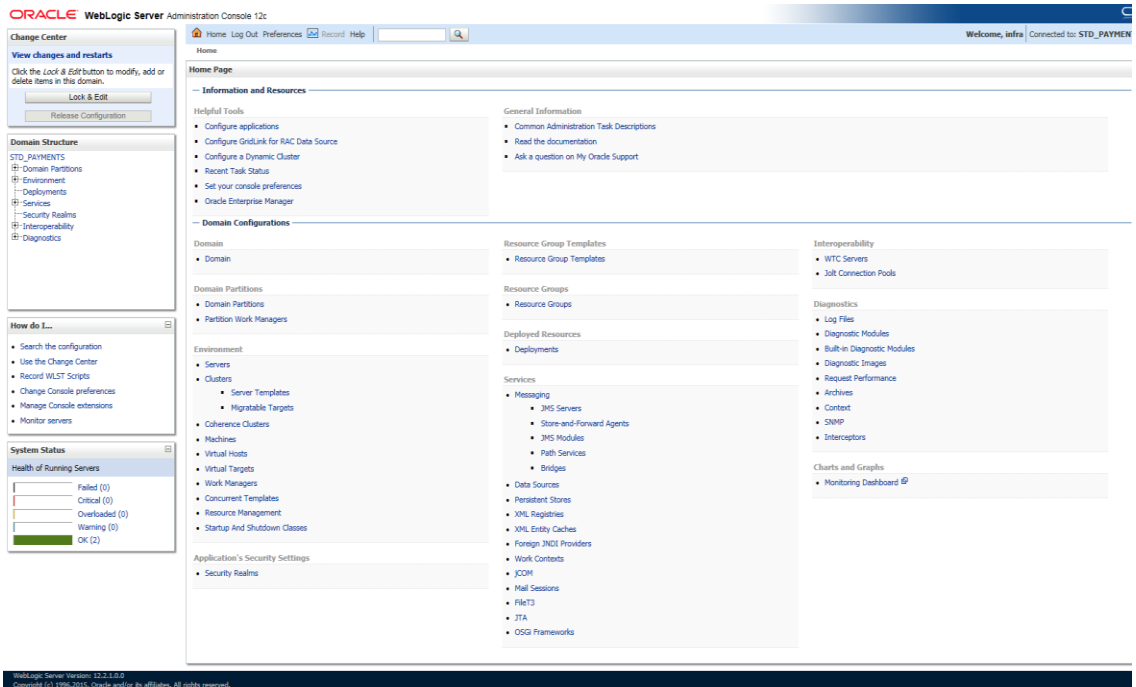 ORACLE WebLogic Server Administration Console 12c
Change Center
View changes and restarts
Click the Lock & Edit button to modify, add or
delete items in this domain.
Lock & Edit
Release Configuration
Domain Structure
STD_PAYMENTS
Domain Partitions
Environment
Deployments
Services
Security Realms
Interoperability
Diagnostics
How do I...
Search the configuration
Use the Change Center
Record WLST Scripts
Change Console preferences
Manage Console extensions
Monitor servers
System Status
Health of Running Servers
Failed (0)
Critical (0)
Overloaded (0)
Warning (0)
OK (2)
Home Log Out Preferences Record Help
Welcome, infra Connected to: STD_PAYMENT
Home
Home Page
Information and Resources
Helpful Tools
Configure applications
Configure GridLink for RAC Data Source
Configure a Dynamic Cluster
Recent Task Status
Set your console preferences
Oracle Enterprise Manager
General Information
Common Administration Task Descriptions
Read the documentation
Ask a question on My Oracle Support
Domain Configurations
Domain
Domain
Domain Partitions
Domain Partitions
Partition Work Managers
Environment
Servers
Clusters
Server Templates
Migratable Targets
Coherence Clusters
Machines
Virtual Hosts
Virtual Targets
Work Managers
Concurrent Templates
Resource Management
Startup And Shutdown Classes
Application's Security Settings
Security Realms
Resource Group Templates
Resource Group Templates
Resource Groups
Resource Groups
Deployed Resources
Deployments
Services
Messaging
JMS Servers
Store-and-Forward Agents
JMS Modules
Path Services
Bridges
Data Sources
Persistent Stores
XML Registries
XML Entity Caches
Foreign JNDI Providers
Work Contexts
jCOM
Mail Sessions
FileT3
JTA
OSGi Frameworks
Interoperability
WTC Servers
Jolt Connection Pools
Diagnostics
Log Files
Diagnostic Modules
Built-in Diagnostic Modules
Diagnostic Images
Request Performance
Archives
Context
SNMP
Interceptors
Charts and Graphs
Monitoring Dashboard
WebLogic Server Version: 12.2.1.0.0
Copyright (c) 1996,2015, Oracle and/or its affiliates. All rights reserved.